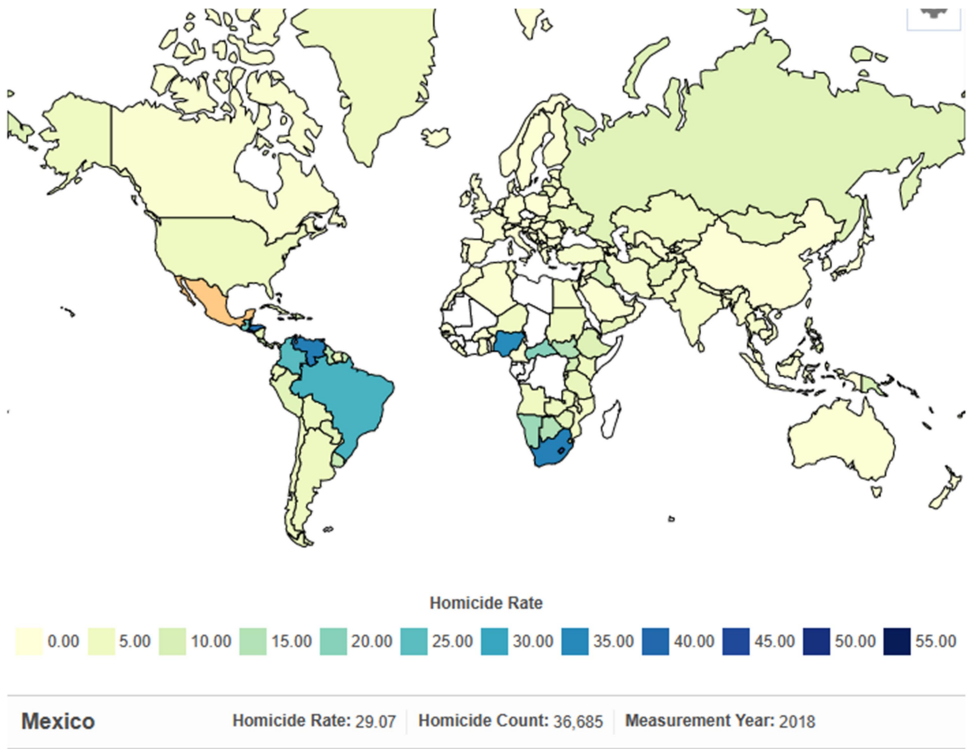 Homicide Rate
0.00 5.00 10.00 15.00 20.00 25.00 30.00 35.00 40.00 45.00 50.00 55.00
Mexico Homicide Rate: 29.07 Homicide Count: 36,685 Measurement Year: 2018